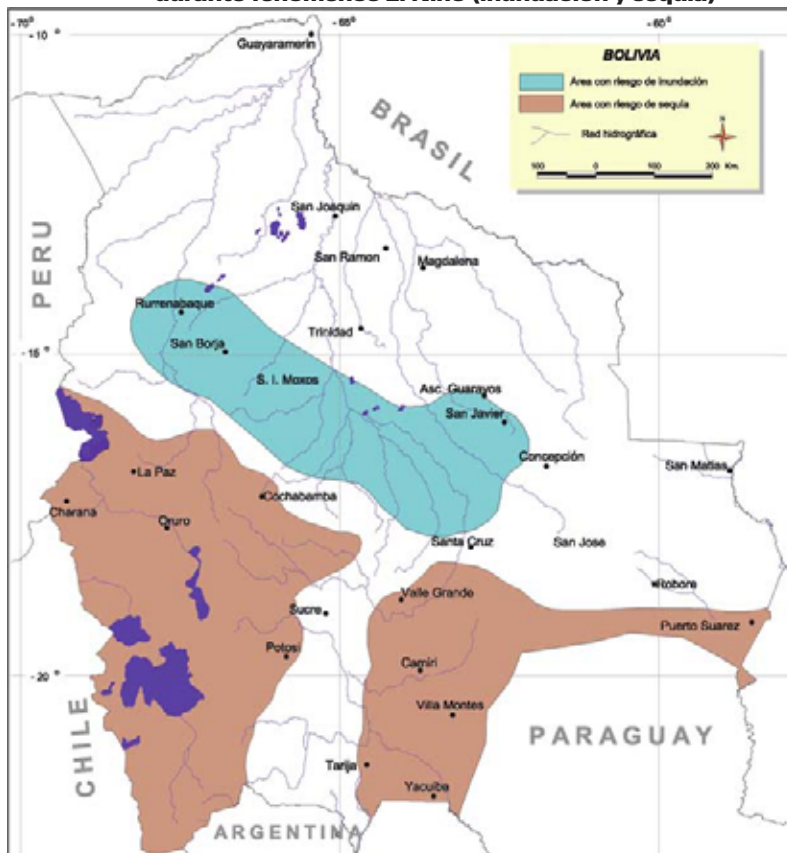 durante fenómenos El Niño (inundación y sequía)
-70° -65 -60
-10°
Guayaramerín
BOLIVIA
Area con riesgo de inundación
Area con riesgo de sequía
Red hidrográfica
N
100 0 100 200 Km.
BRASIL
PERU
San Joaquin
San Ramon
Magdalena
Rurrenabaque
Trinidad
San Borja
-15°
S. I. Moxos
Asc. Guarayos
San Javier
Concepción
San Matias
La Paz
Charana
Cochabamba
Oruro
Santa Cruz
San Jose
Robore
Valle Grande
Sucre
Puerto Suarez
Potosi
-20°
Camiri
Villa Montes
CHILE
PARAGUAY
Tarija
Yacuiba
ARGENTINA